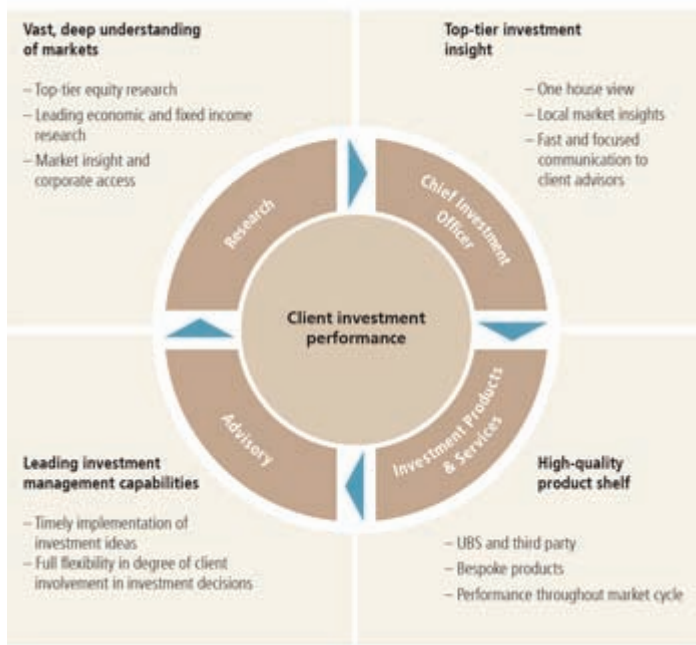 Vast, deep understanding
of markets
– Top-tier equity research
– Leading economic and fixed income
research
– Market insight and
corporate access
Top-tier investment
insight
– One house view
– Local market insights
– Fast and focused
communication to
client advisors
Research
Chief Investment
Officer
Client investment
performance
Advisory
Investment Products
& Services
Leading investment
management capabilities
– Timely implementation of
investment ideas
– Full flexibility in degree of client
involvement in investment decisions
High-quality
product shelf
– UBS and third party
– Bespoke products
– Performance throughout market cycle